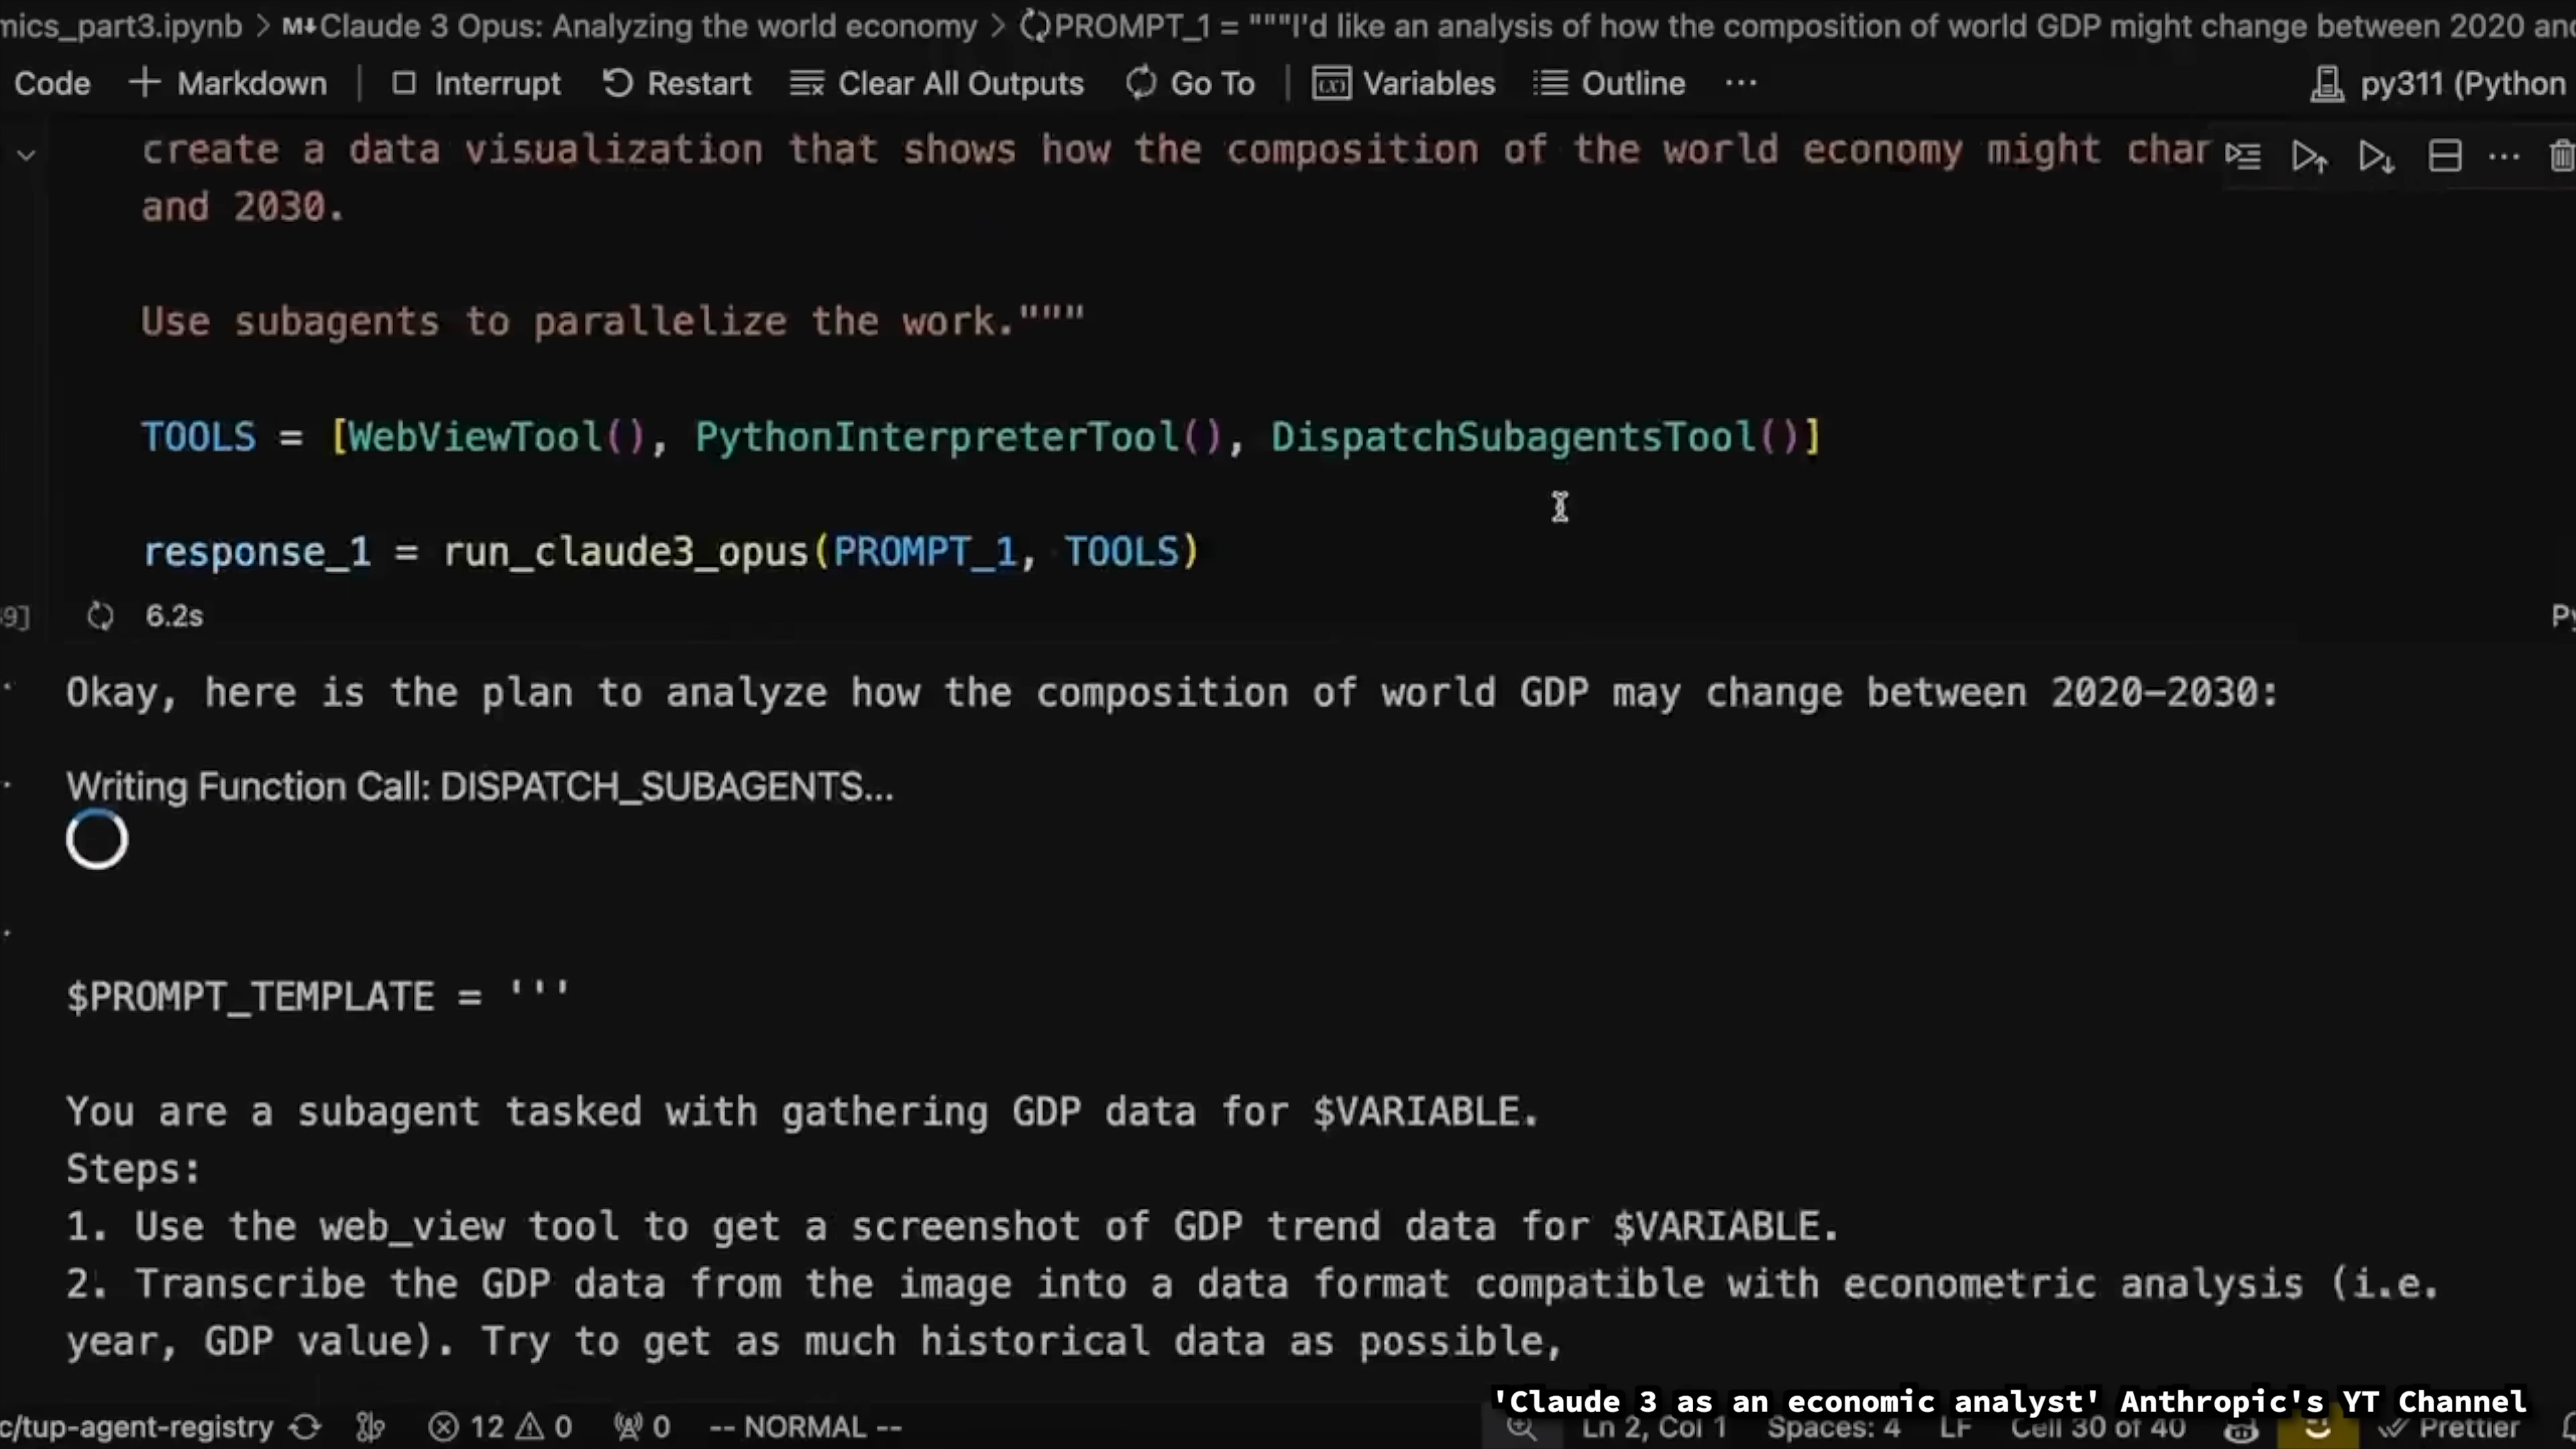 mics_part3.ipynb > M↓Claude 3 Opus: Analyzing the world economy > PROMPT_1 = """I'd like an analysis of how the composition of world GDP might change between 2020 and
Code + Markdown | Interrupt Restart Clear All Outputs Go To | Variables Outline ... py311 (Python
create a data visualization that shows how the composition of the world economy might char
and 2030.
Use subagents to parallelize the work."""
TOOLS = [WebViewTool(), PythonInterpreterTool(), DispatchSubagentsTool()]
response_1 = run_claude3_opus(PROMPT_1, TOOLS)
9] 6.2s Py
Okay, here is the plan to analyze how the composition of world GDP may change between 2020-2030:
Writing Function Call: DISPATCH_SUBAGENTS...
$PROMPT_TEMPLATE = '''
You are a subagent tasked with gathering GDP data for $VARIABLE.
Steps:
1. Use the web_view tool to get a screenshot of GDP trend data for $VARIABLE.
2. Transcribe the GDP data from the image into a data format compatible with econometric analysis (i.e.
year, GDP value). Try to get as much historical data as possible,
'Claude 3 as an economic analyst' Anthropic's YT Channel
c/tup-agent-registry 12 0 0 -- NORMAL -- Ln 2, Col 1 Spaces: 4 LF Cell 30 of 40 Prettier